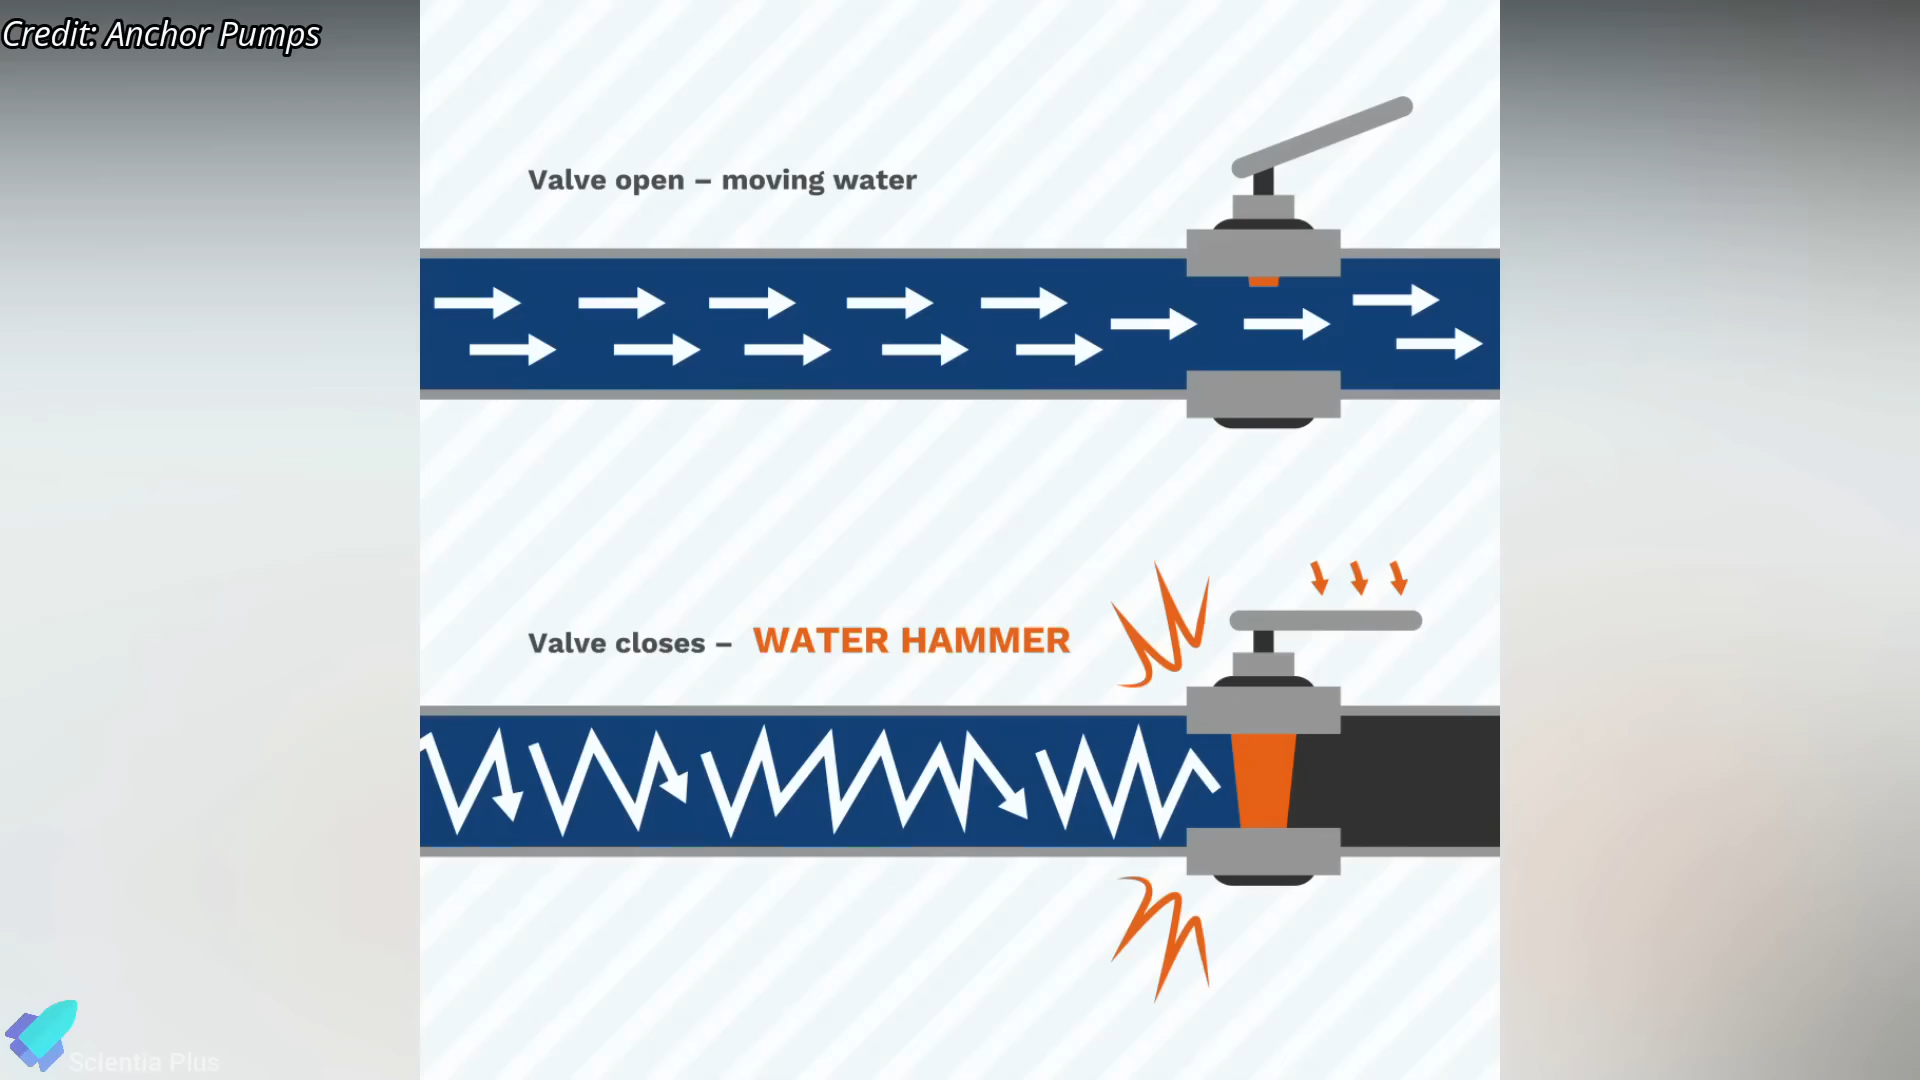 Credit: Anchor Pumps
Valve open – moving water
Valve closes – WATER HAMMER
Scientia Plus